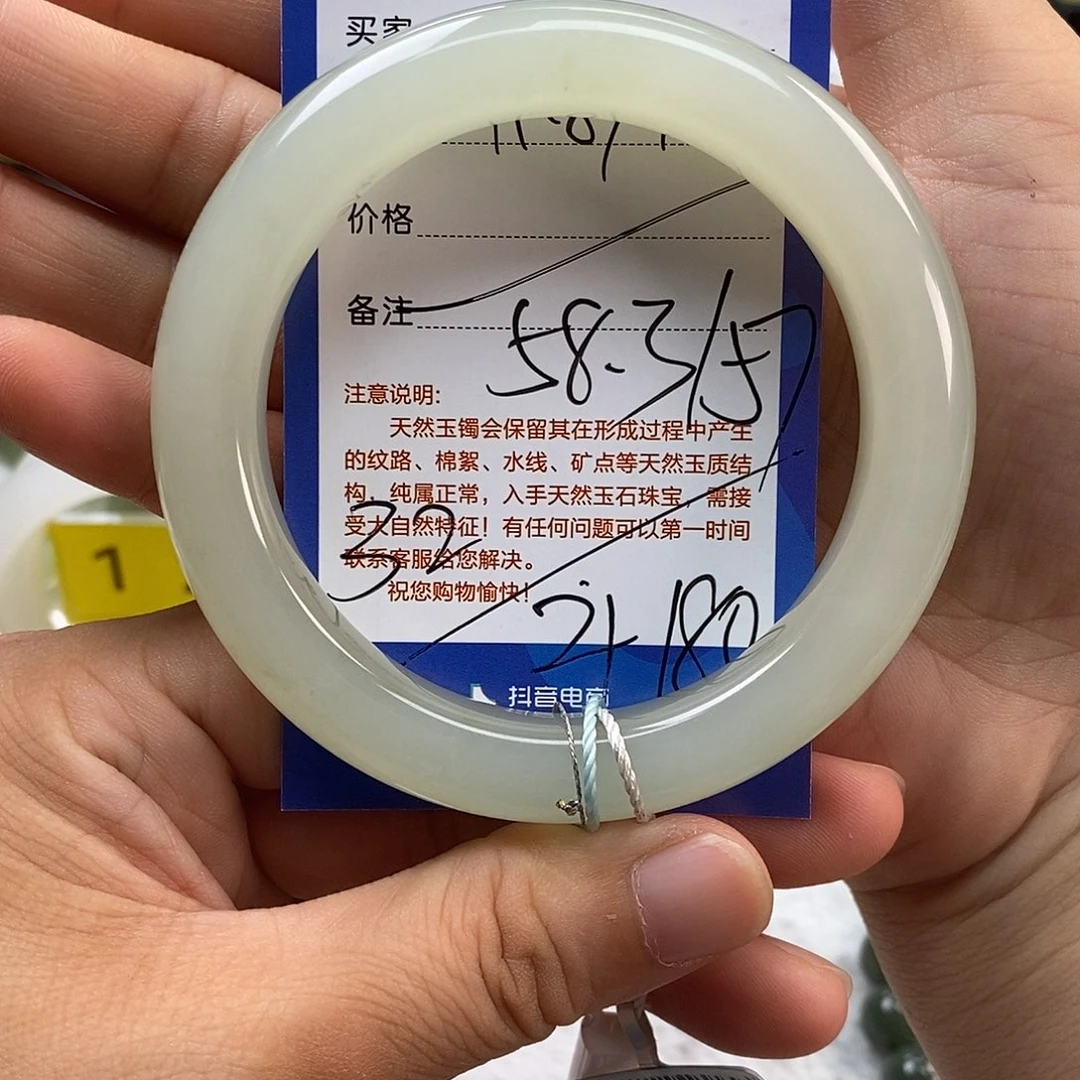 买家
价格
备注
58.3/57
注意说明:
天然玉镯会保留其在形成过程中产生
的纹路、棉絮、水线、矿点等天然玉质结
构，纯属正常，入手天然玉石珠宝，需接
受大自然特征！有任何问题可以第一时间
联系客服给您解决。
32
祝您购物愉快!
180
抖音电商
1